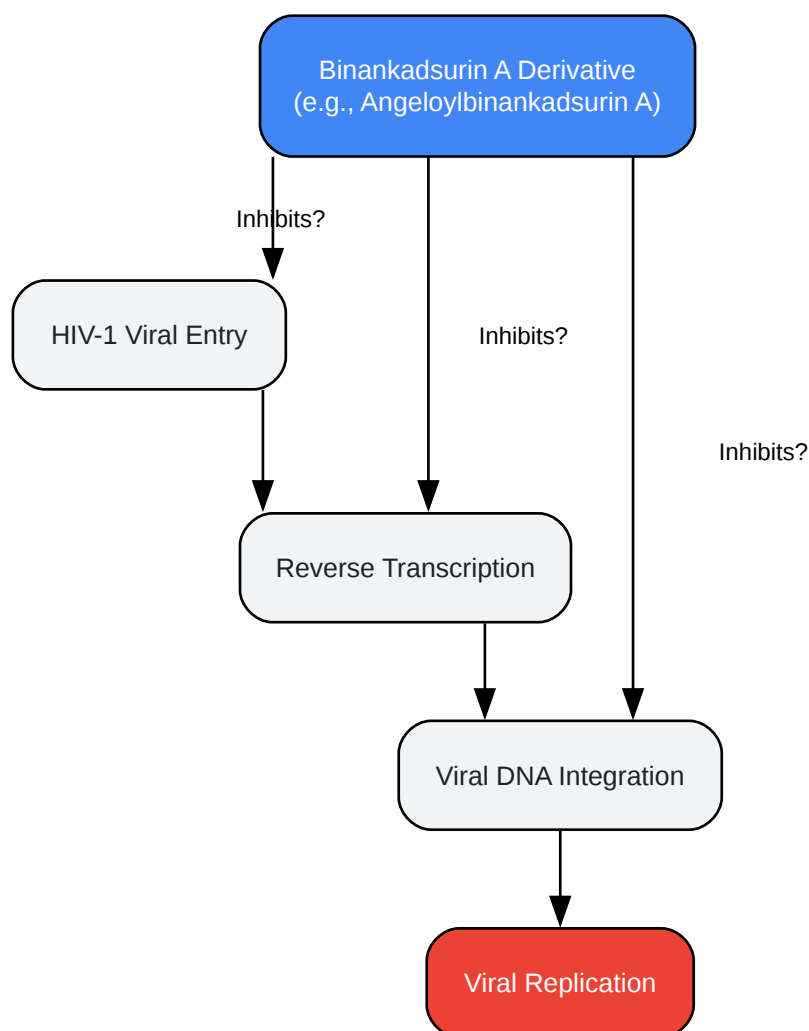 Binankadsurin A Derivative
(e.g., Angeloylbinankadsurin A)
Inhibits?
HIV-1 Viral Entry
Inhibits?
Inhibits?
Reverse Transcription
Viral DNA Integration
Viral Replication